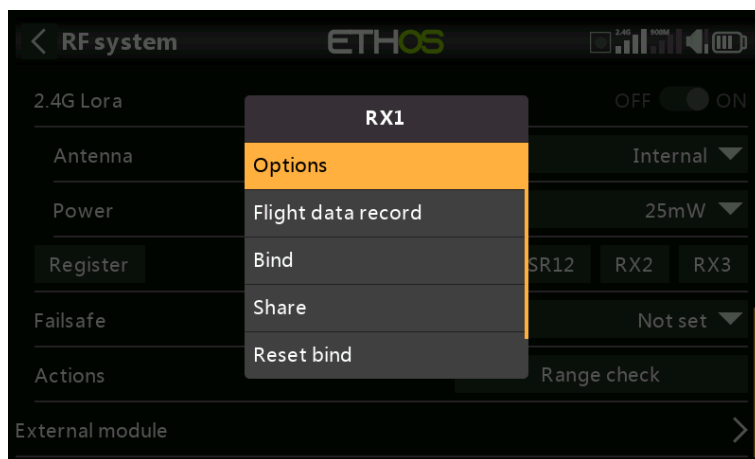 RF system
ETHOS
2.4G
900M
2.4G Lora
OFF
ON
RX1
Antenna
Internal
Options
Power
25mW
Flight data record
Register
Bind
SR12
RX2
RX3
Failsafe
Share
Not set
Reset bind
Actions
Range check
External module